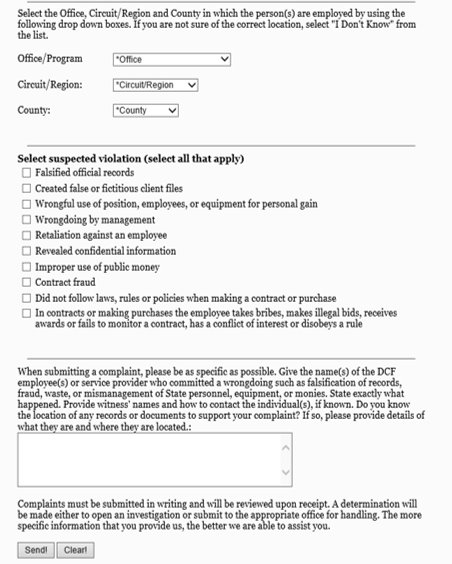 Select the Office, Circuit/Region and County in which the person(s) are employed by using the
following drop down boxes. If you are not sure of the correct location, select "I Don't Know" from
the list.
Office/Program
*Office
Circuit/Region:
*Circuit/Region
County:
*County
Select suspected violation (select all that apply)
Falsified official records
Created false or fictitious client files
Wrongful use of position, employees, or equipment for personal gain
Wrongdoing by management
Retaliation against an employee
Revealed confidential information
Improper use of public money
Contract fraud
Did not follow laws, rules or policies when making a contract or purchase
In contracts or making purchases the employee takes bribes, makes illegal bids, receives
awards or fails to monitor a contract, has a conflict of interest or disobeys a rule
When submitting a complaint, please be as specific as possible. Give the name(s) of the DCF
employee(s) or service provider who committed a wrongdoing such as falsification of records,
fraud, waste, or mismanagement of State personnel, equipment, or monies. State exactly what
happened. Provide witness' names and how to contact the individual(s), if known. Do you know
the location of any records or documents to support your complaint? If so, please provide details of
what they are and where they are located.:
Complaints must be submitted in writing and will be reviewed upon receipt. A determination will
be made either to open an investigation or submit to the appropriate office for handling. The more
specific information that you provide us, the better we are able to assist you.
Send! Clear!